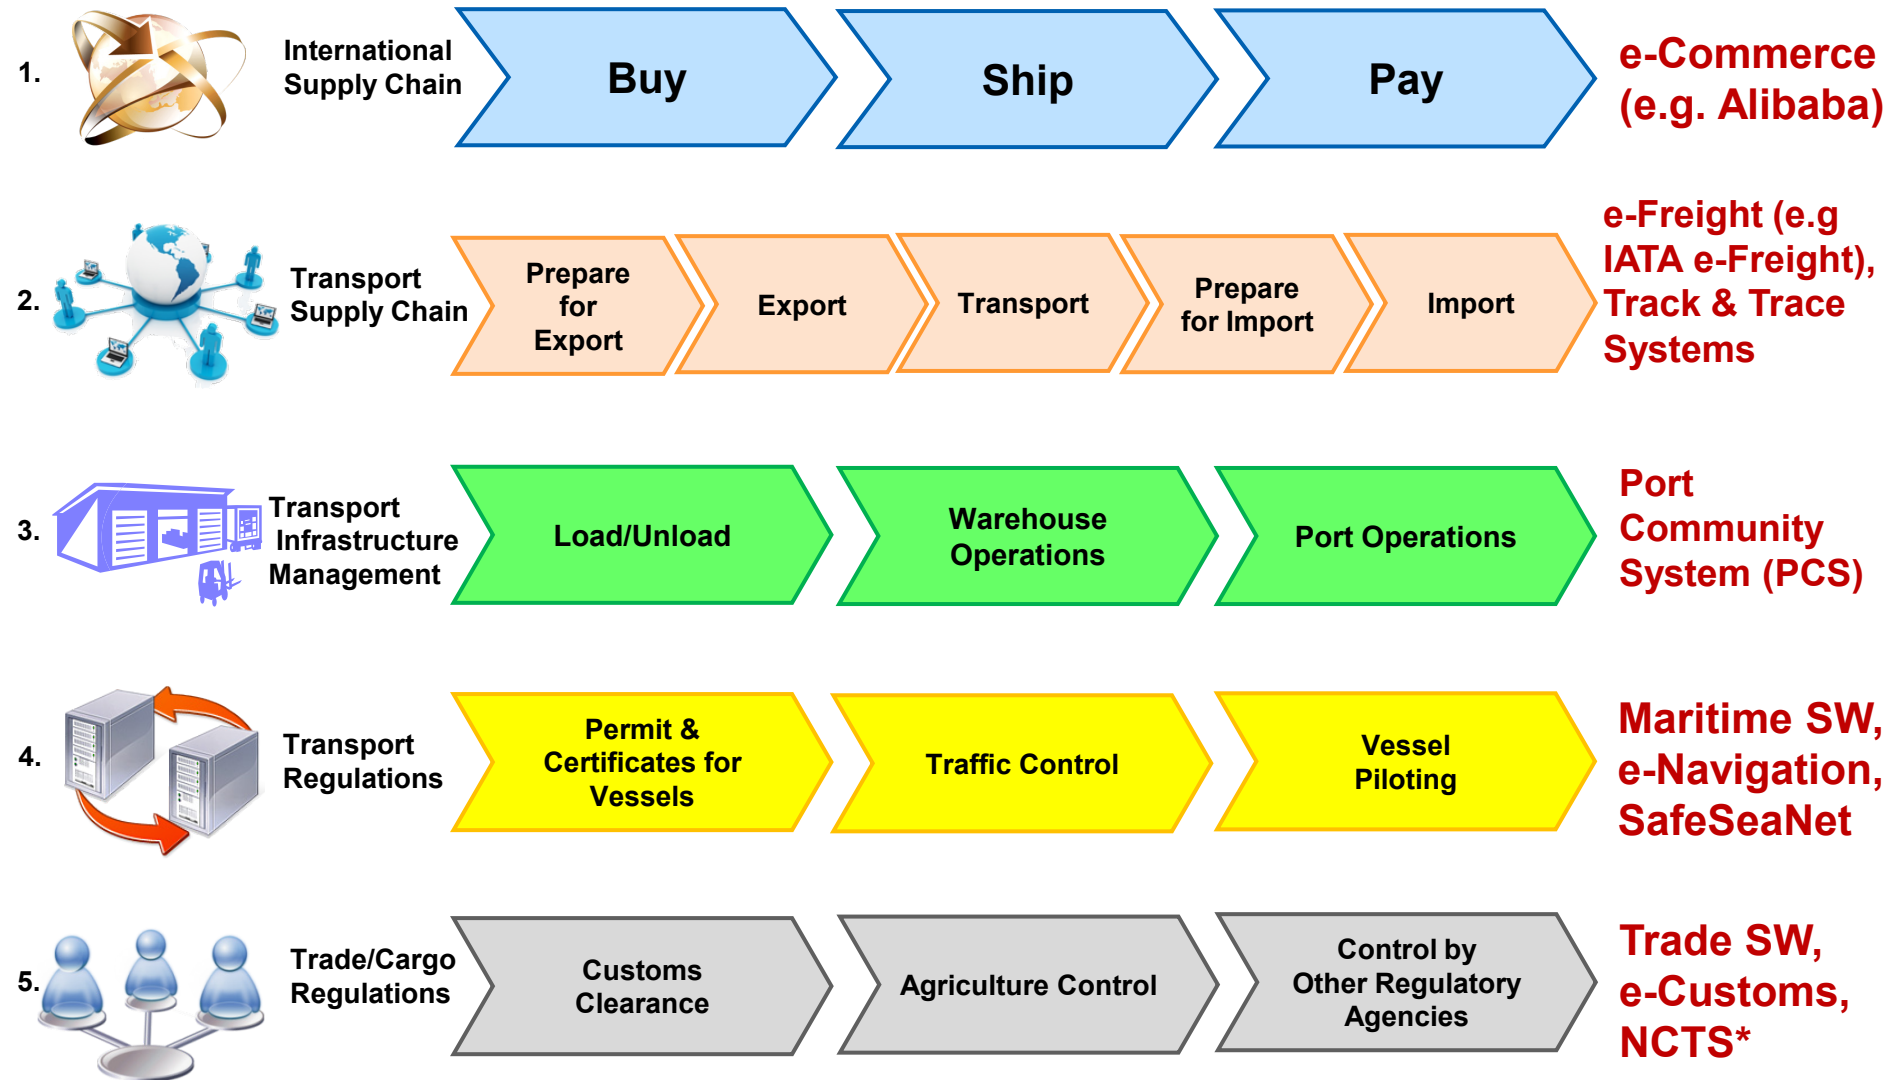 1.
International
Supply Chain
Buy
Ship
Pay
e-Commerce
(e.g. Alibaba)
2.
Transport
Supply Chain
Prepare
for
Export
Export
Transport
Prepare
for Import
Import
e-Freight (e.g
IATA e-Freight),
Track & Trace
Systems
3.
Transport
Infrastructure
Management
Load/Unload
Warehouse
Operations
Port Operations
Port
Community
System (PCS)
4.
Transport
Regulations
Permit &
Certificates for
Vessels
Traffic Control
Vessel
Piloting
Maritime SW,
e-Navigation,
SafeSeaNet
5.
Trade/Cargo
Regulations
Customs
Clearance
Agriculture Control
Control by
Other Regulatory
Agencies
Trade SW,
e-Customs,
NCTS*